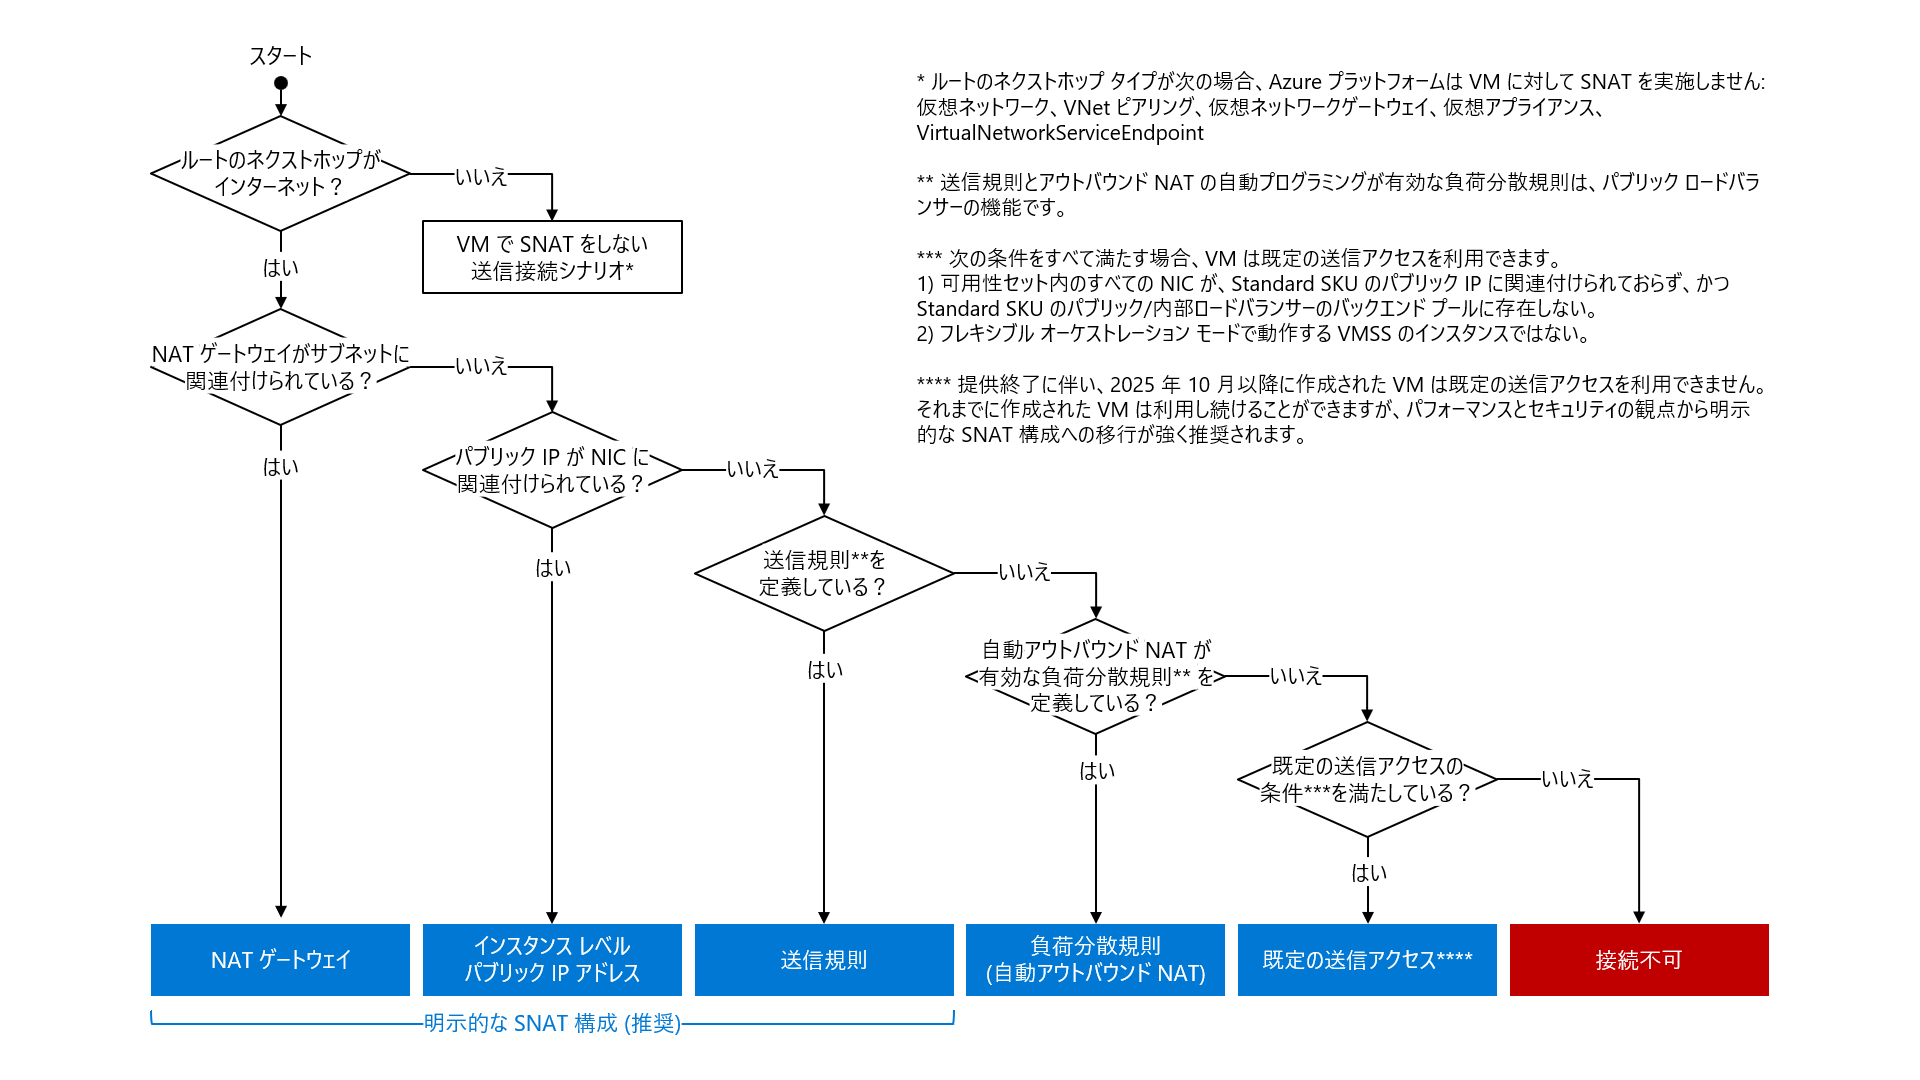 スタート
ルートのネクストホップが
インターネット？
いいえ
VM で SNAT をしない
送信接続シナリオ*
はい
NAT ゲートウェイがサブネットに
関連付けられている？
いいえ
はい
パブリック IP が NIC に
関連付けられている？
いいえ
はい
送信規則**を
定義している？
いいえ
はい
自動アウトバウンド NAT が
有効な負荷分散規則** を
定義している？
いいえ
はい
既定の送信アクセスの
条件***を満たしている？
いいえ
はい
NAT ゲートウェイ
インスタンス レベル
パブリック IP アドレス
送信規則
負荷分散規則
(自動アウトバウンド NAT)
既定の送信アクセス****
接続不可
明示的な SNAT 構成 (推奨)
* ルートのネクストホップ タイプが次の場合、Azure プラットフォームは VM に対して SNAT を実施しません:
仮想ネットワーク、VNet ピアリング、仮想ネットワークゲートウェイ、仮想アプライアンス、
VirtualNetworkServiceEndpoint
** 送信規則とアウトバウンド NAT の自動プログラミングが有効な負荷分散規則は、パブリック ロードバラ
ンサーの機能です。
*** 次の条件をすべて満たす場合、VM は既定の送信アクセスを利用できます。
1) 可用性セット内のすべての NIC が、Standard SKU のパブリック IP に関連付けられておらず、かつ
Standard SKU のパブリック/内部ロードバランサーのバックエンド プールに存在しない。
2) フレキシブル オーケストレーション モードで動作する VMSS のインスタンスではない。
**** 提供終了に伴い、2025 年 10 月以降に作成された VM は既定の送信アクセスを利用できません。
それまでに作成された VM は利用し続けることができますが、パフォーマンスとセキュリティの観点から明示
的な SNAT 構成への移行が強く推奨されます。